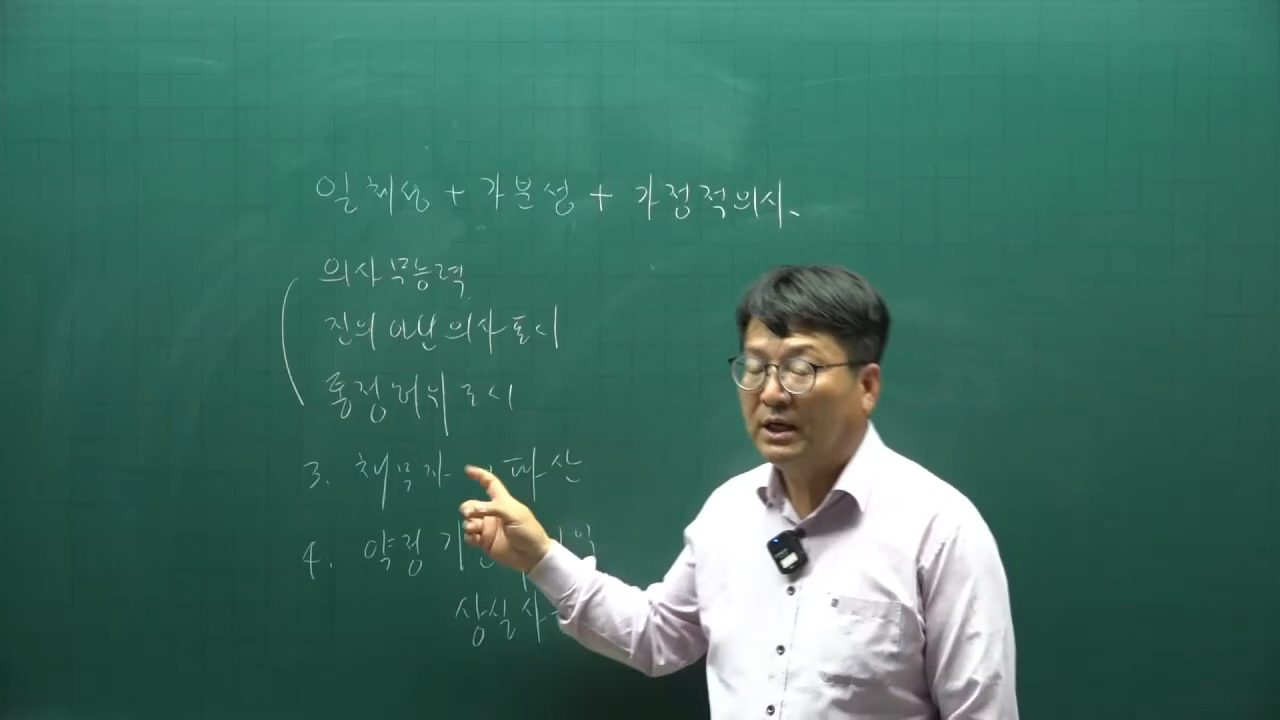 일체성 + 가분성 + 가정적의사.
의사무능력
진의 아닌 의사표시
통정허위표시
3. 채무자 파산
4. 약정
상실사